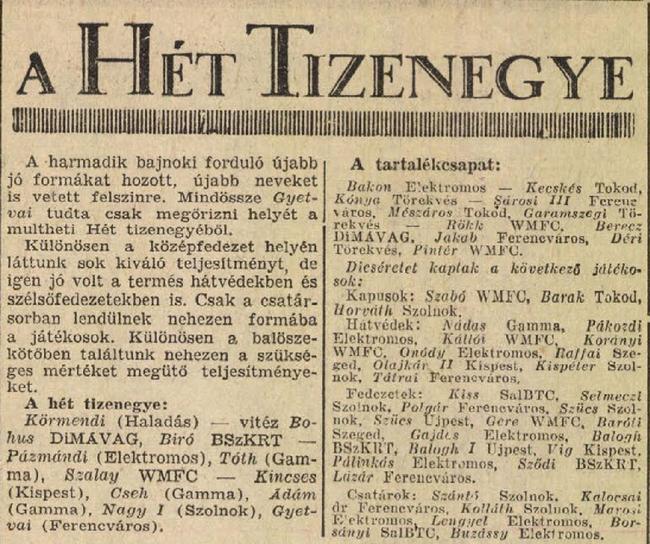 A HÉT TIZENEGYE
A harmadik bajnoki forduló újabb
jó formákat hozott, újabb neveket
is vetett felszinre. Mindössze Gyet-
vai tudta csak megőrizni helyét a
multheti Hét tizenegyéből.
Különösen a középfedezet helyén
láttunk sok kiváló teljesítményt, de
igen jó volt a termés hátvédekben és
szélsőfedezetekben is. Csak a csatár-
sorban lendülnek nehezen formába
a játékosok. Különösen a balösze-
kötőben találtunk nehezen a szüksé-
ges mértéket megütő teljesítménye-
ket.
A hét tizenegye:
Körmendi (Haladás) — vitéz Bo-
hus DiMÁVAG, Biró BSzKRT —
Pázmándi (Elektromos), Tóth (Gam-
ma), Szalay WMFC — Kincses
(Kispest), Cseh (Gamma), Ádám
(Gamma), Nagy I (Szolnok), Gyet-
vai (Ferencváros).
A tartalékcsapat:
Bakon Elektromos — Kecskés Tokod,
Kónya Törekvés — Sárosi III Ferenc-
város, Mészáros Tokod, Garamszegi Tö-
rekvés — Rökk WMFC, Berecz
DiMÁVAG, Jakab Ferencváros, Déri
Törekvés, Pintér WMFC.
Dicséretet kaptak a következő játéko-
sok:
Kapusok: Szabó WMFC, Barak Tokod,
Horváth Szolnok.
Hátvédek: Nádas Gamma, Pákozdi
Elektromos, Kállói WMFC, Korányi
WMFC, Onódy Elektromos, Raffai Sze-
ged, Olajkár II Kispest, Kispéter Szol-
nok, Tátrai Ferencváros.
Fedezetek: Kiss SalBTC, Selmeczi
Szolnok, Polgár Ferencváros, Szücs Szol-
nok, Szücs Ujpest, Gere WMFC, Baróti
Szeged, Gajdes Elektromos, Balogh
BSzKRT, Balogh I Ujpest, Vig Kispest,
Pálinkás Elektromos, Sződi BSzKRT,
Lázár Ferencváros.
Csatárok: Szántó Szolnok, Kalocsai
dr Ferencváros, Kolláth Szolnok, Marosi
Elektromos, Lengyel Elektromos, Bor-
sányi SalBTC, Buzássy Elektromos.